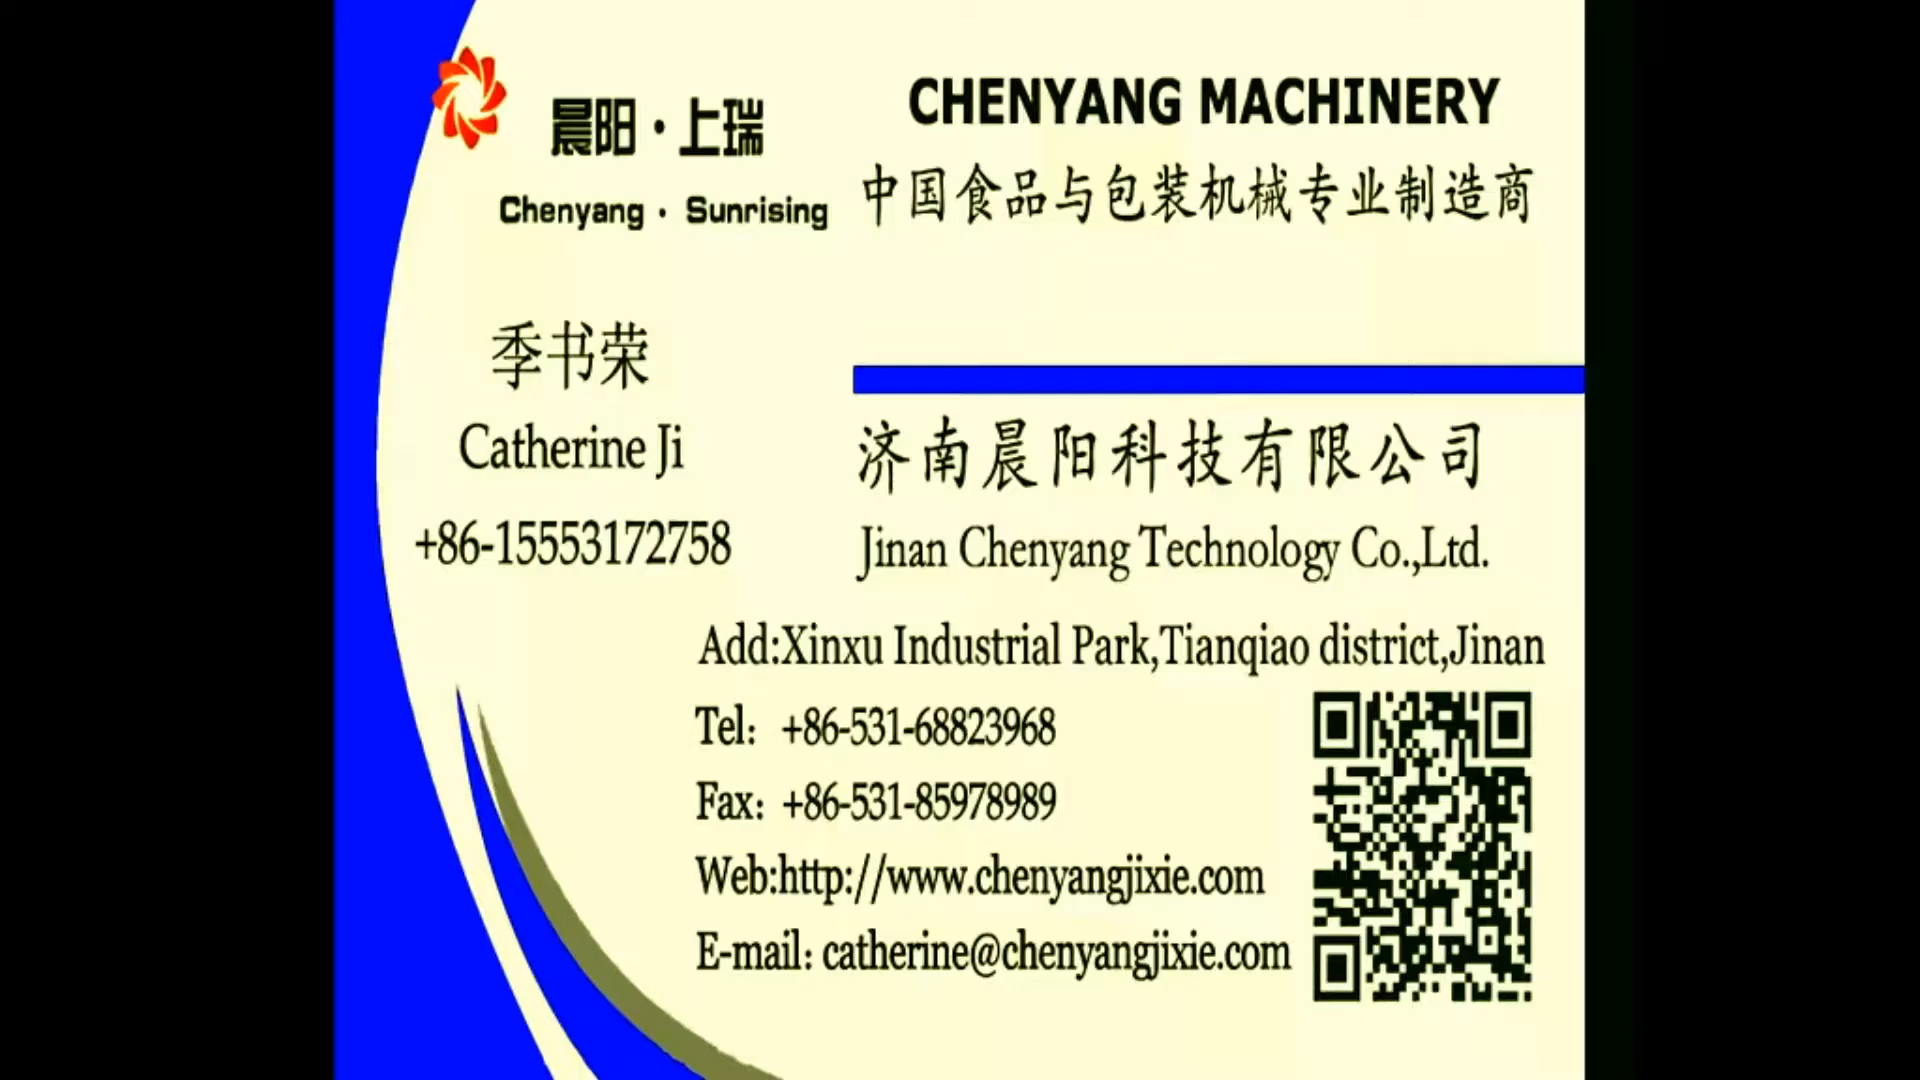 晨阳·上瑞
Chenyang · Sunrising
CHENYANG MACHINERY
中国食品与包装机械专业制造商
季书荣
Catherine Ji
+86-15553172758
济南晨阳科技有限公司
Jinan Chenyang Technology Co.,Ltd.
Add:Xinxu Industrial Park,Tianqiao district,Jinan
Tel: +86-531-68823968
Fax: +86-531-85978989
Web:http://www.chenyangjixie.com
E-mail: catherine@chenyangjixie.com